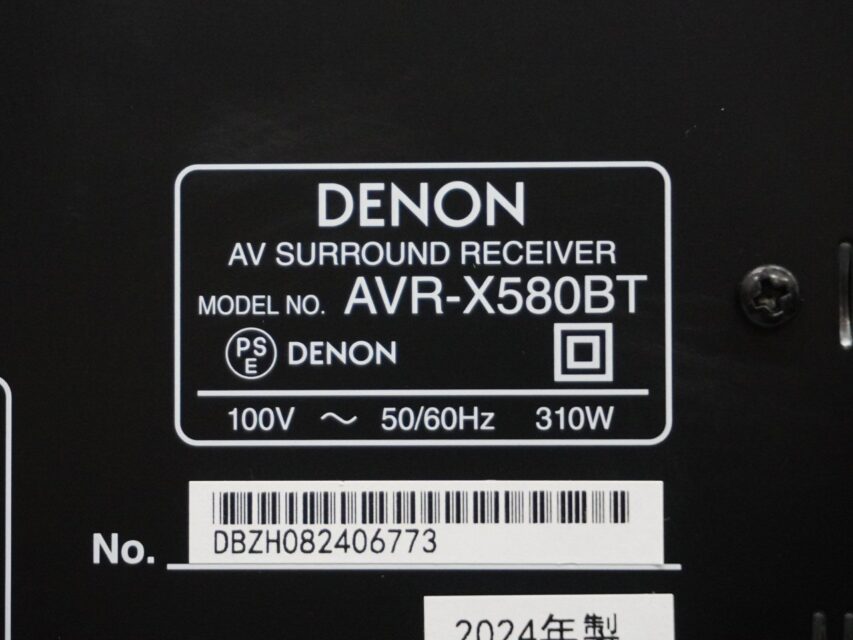 DENON
AV SURROUND RECEIVER
MODEL NO. AVR-X580BT
PSE DENON
100V ～ 50/60Hz 310W
No. DBZH082406773
2024年製